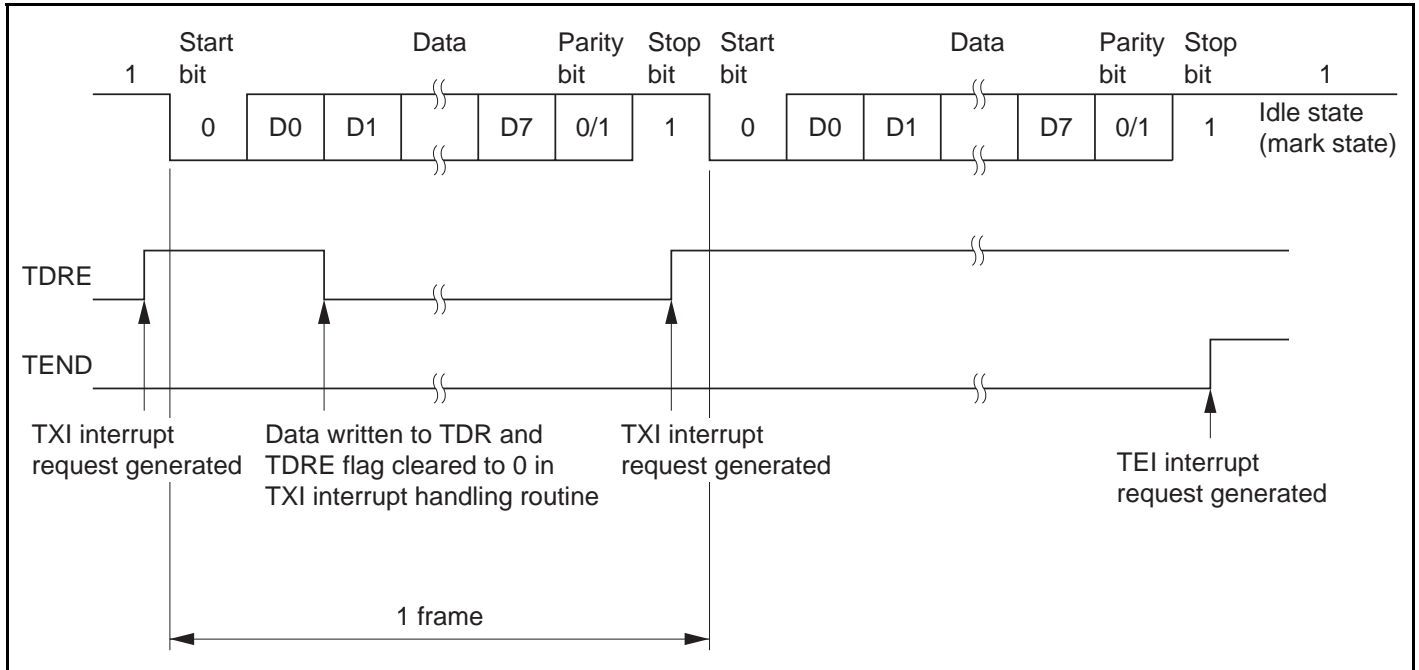 Start Data Parity Stop Start Data Parity Stop
1 bit bit bit bit bit bit 1
0 D0 D1 D7 0/1 1 0 D0 D1 D7 0/1 1 Idle state
(mark state)
TDRE
TEND
TXI interrupt
request generated
Data written to TDR and
TDRE flag cleared to 0 in
TXI interrupt handling routine
TXI interrupt
request generated
TEI interrupt
request generated
1 frame